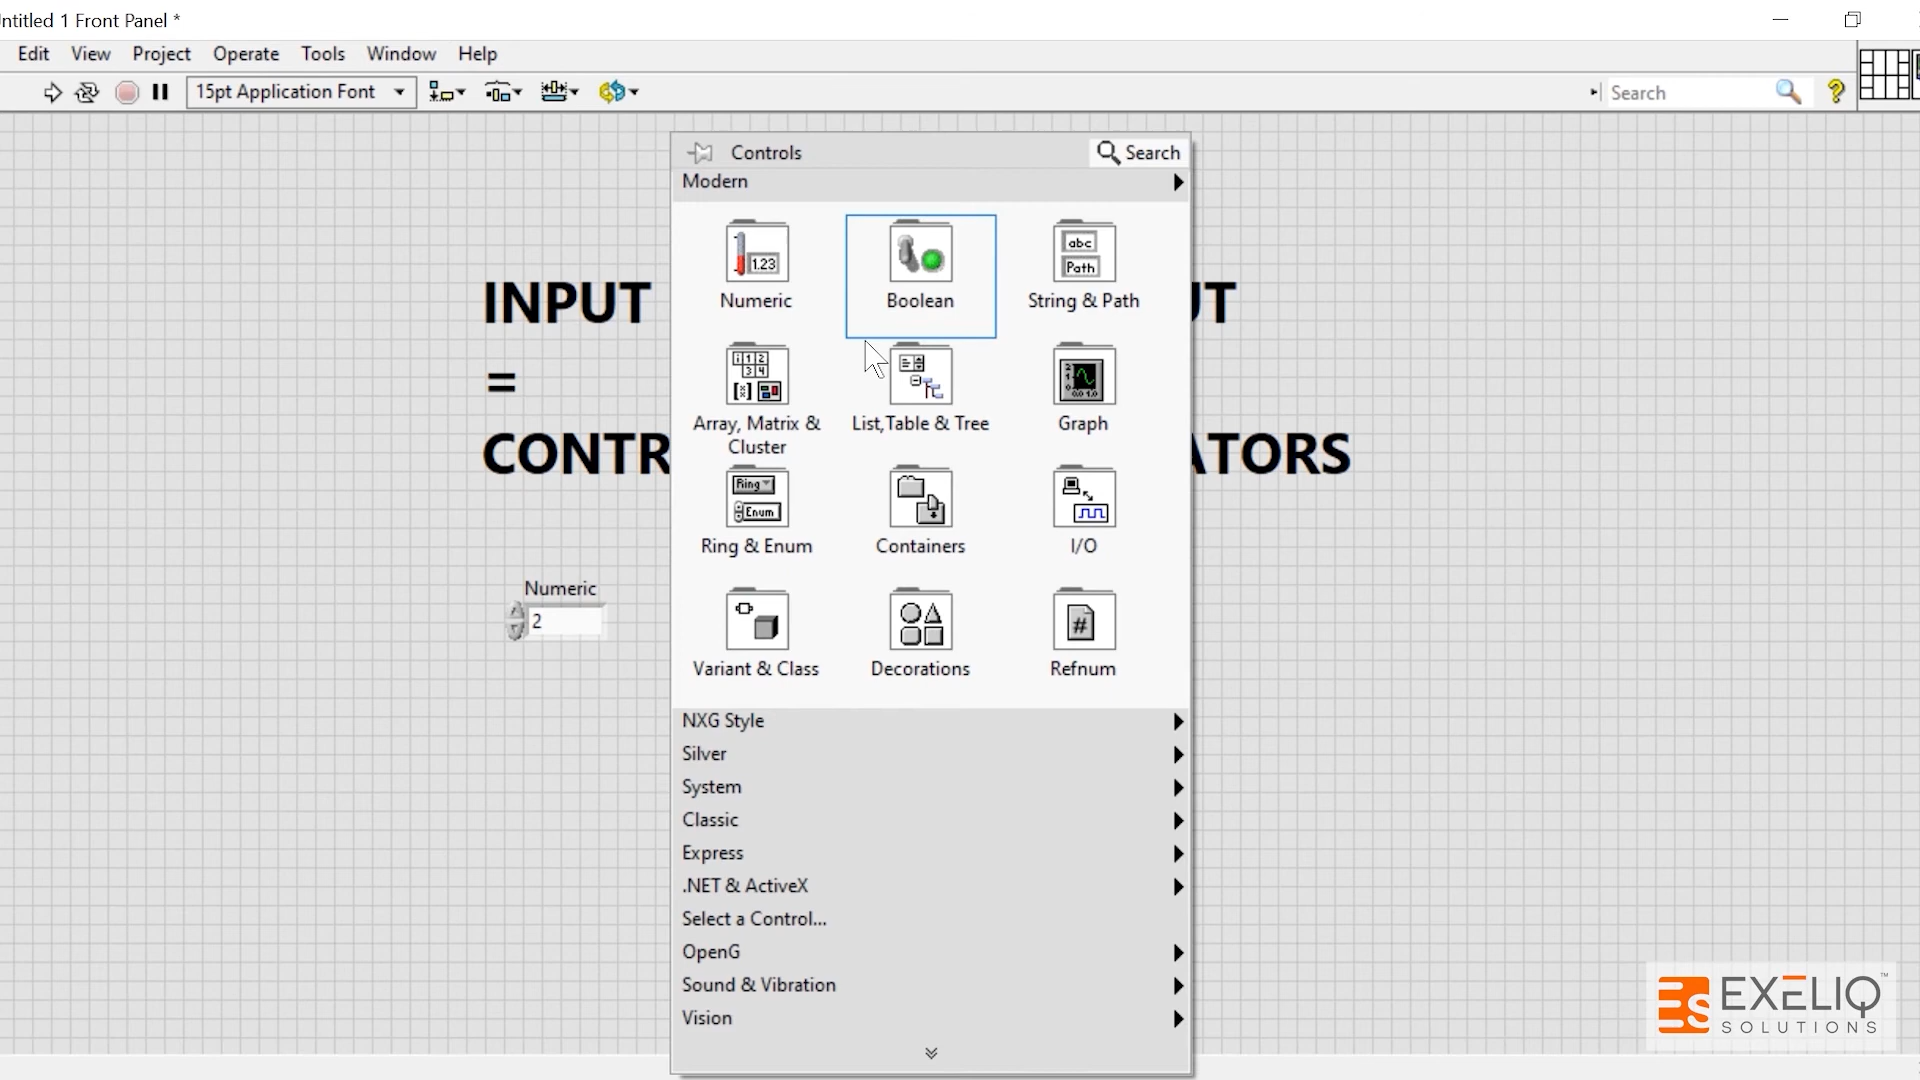 ntitled 1 Front Panel *
Edit View Project Operate Tools Window Help
15pt Application Font
Search
Controls
Search
Modern
Numeric
1.23
Boolean
abc
Path
String & Path
INPUT
UT
=
Array, Matrix &
Cluster
List, Table & Tree
Graph
CONTR
ATORS
Ring
Enum
Ring & Enum
Containers
I/O
Numeric
2
Variant & Class
Decorations
#
Refnum
NXG Style
Silver
System
Classic
Express
.NET & ActiveX
Select a Control...
OpenG
Sound & Vibration
Vision
EXELIQ™
SOLUTIONS